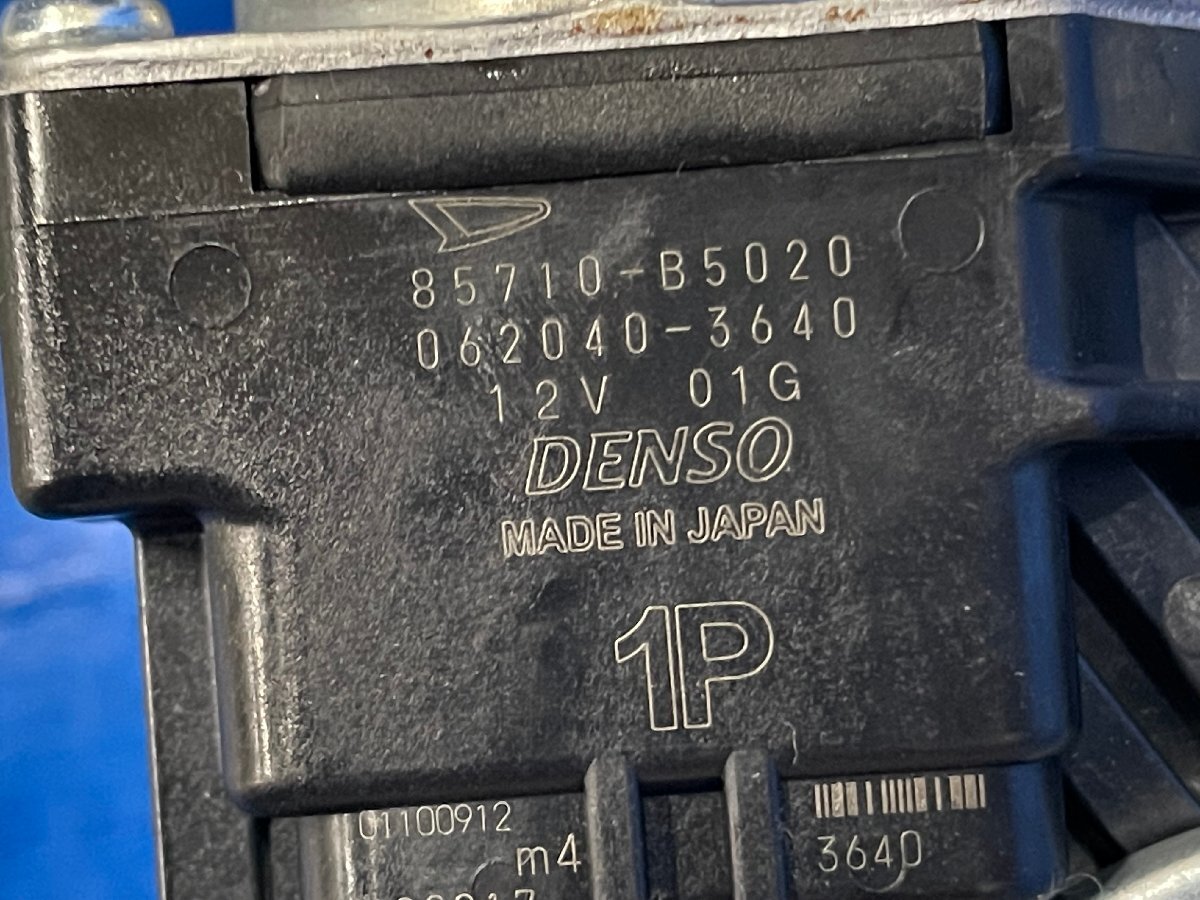 85710-B5020
062040-3640
12V 01G
DENSO
MADE IN JAPAN
1P
01100912
m4
3640